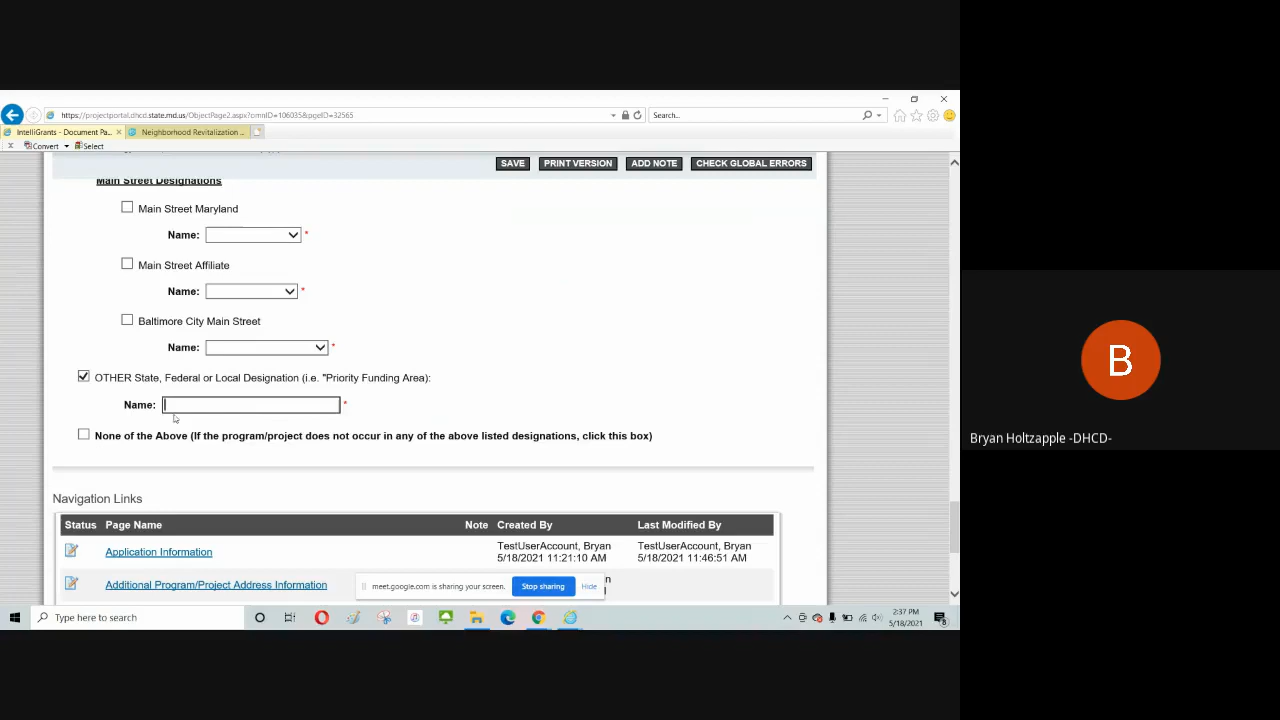 https://projectportal.dhcd.state.md.us/ObjectPage2.aspx?omnID=106035&pgeID=32565
Search...
IntelliGrants - Document Pa...
Neighborhood Revitalization
Convert
Select
SAVE
PRINT VERSION
ADD NOTE
CHECK GLOBAL ERRORS
Main Street Designations
Main Street Maryland
Name: *
Main Street Affiliate
Name: *
Baltimore City Main Street
Name: *
OTHER State, Federal or Local Designation (i.e. "Priority Funding Area):
Name: *
None of the Above (If the program/project does not occur in any of the above listed designations, click this box)
Navigation Links
Status Page Name Note Created By Last Modified By
Application Information
TestUserAccount, Bryan
5/18/2021 11:21:10 AM
TestUserAccount, Bryan
5/18/2021 11:46:51 AM
Additional Program/Project Address Information
meet.google.com is sharing your screen.
Stop sharing
Hide
Type here to search
2:37 PM
5/18/2021
B
Bryan Holtzapple -DHCD-